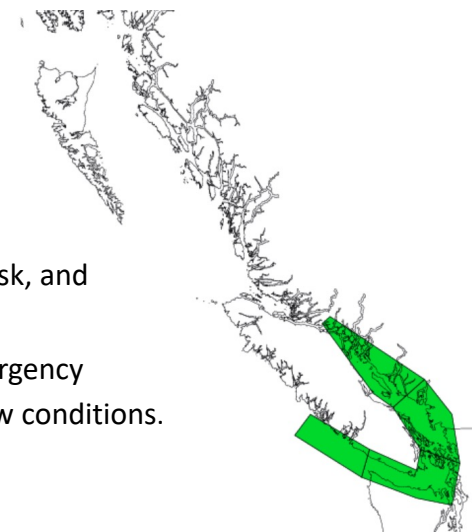 sk, and
rgency
w conditions.